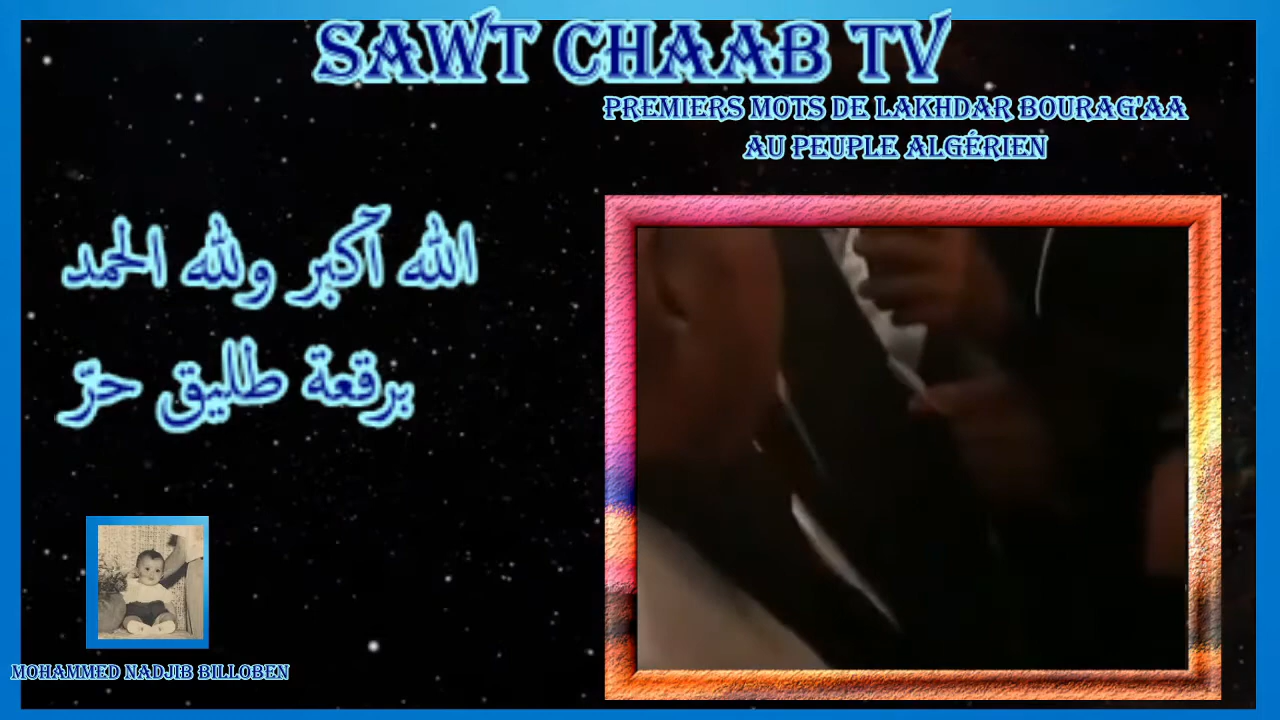 SAWT CHAAB TV
PREMIERS MOTS DE LAKHDAR BOURAG'AA
AU PEUPLE ALGÉRIEN
الله آكبر ولله الحمد
برقعة طليق حرّ
MOHAMMED NADJIB BILLOBEN